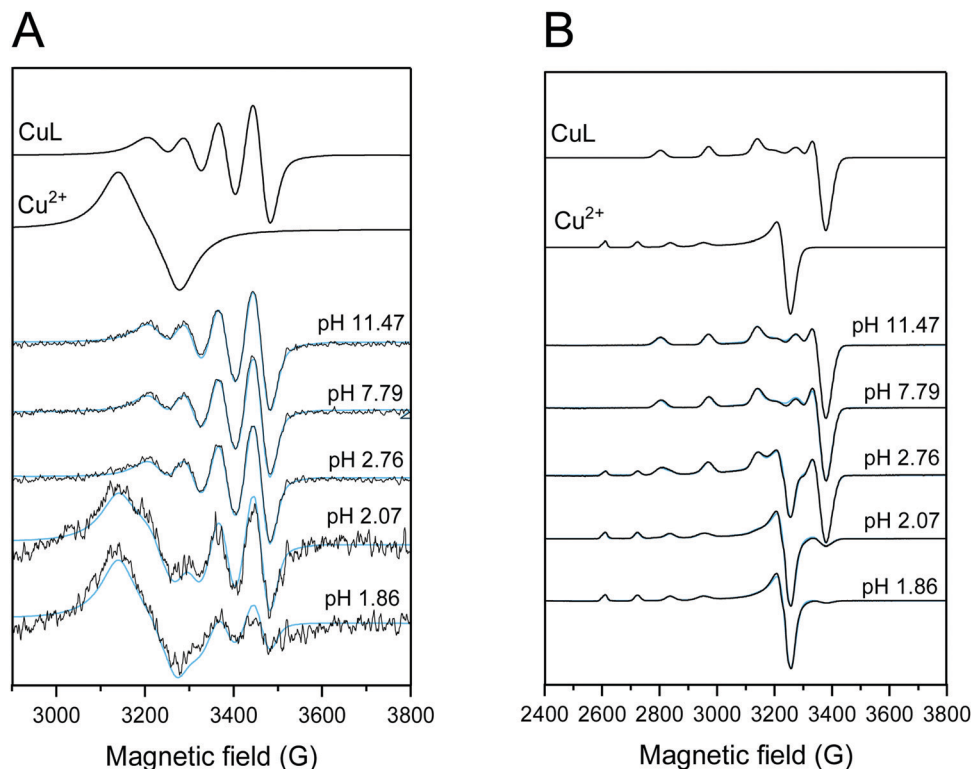 A
CuL
Cu²⁺
pH 11.47
pH 7.79
pH 2.76
pH 2.07
pH 1.86
3000 3200 3400 3600 3800
Magnetic field (G)
B
CuL
Cu²⁺
pH 11.47
pH 7.79
pH 2.76
pH 2.07
pH 1.86
2400 2600 2800 3000 3200 3400 3600 3800
Magnetic field (G)